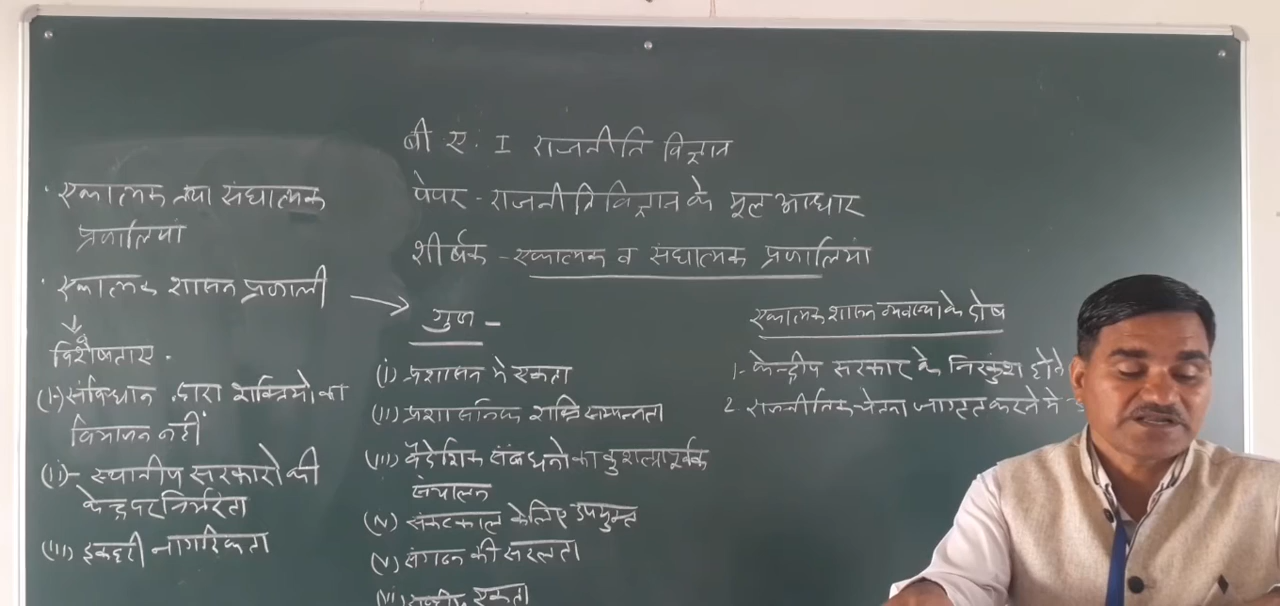 बी ए. I राजनीति विज्ञान
पेपर - राजनीति विज्ञान के मूल आधार
शीर्षक - एकात्मक व संघात्मक प्रणालियां
· एकात्मक तथा संघात्मक
प्रणालियां
· एकात्मक शासन प्रणाली →
विशेषताएं .
(i)- संविधान द्वारा शक्तियों का
विभाजन नहीं
(ii)- स्थानीय सरकारों की
केन्द्र पर निर्भरता
(iii) इकहरी नागरिकता
गुण -
(i) प्रशासन में एकता
(ii) प्रशासनिक शक्ति सम्पन्नता
(iii) वैदेशिक संबंधों का कुशलतापूर्वक
संचालन
(iv) संकटकाल के लिए उपयुक्त
(v) संगठन की सरलता
(vi) राष्ट्रीय एकता
एकात्मक शासन व्यवस्था के दोष
1- केन्द्रीय सरकार के निरंकुश होने
2- राजनीतिक चेतना जागृत करने में